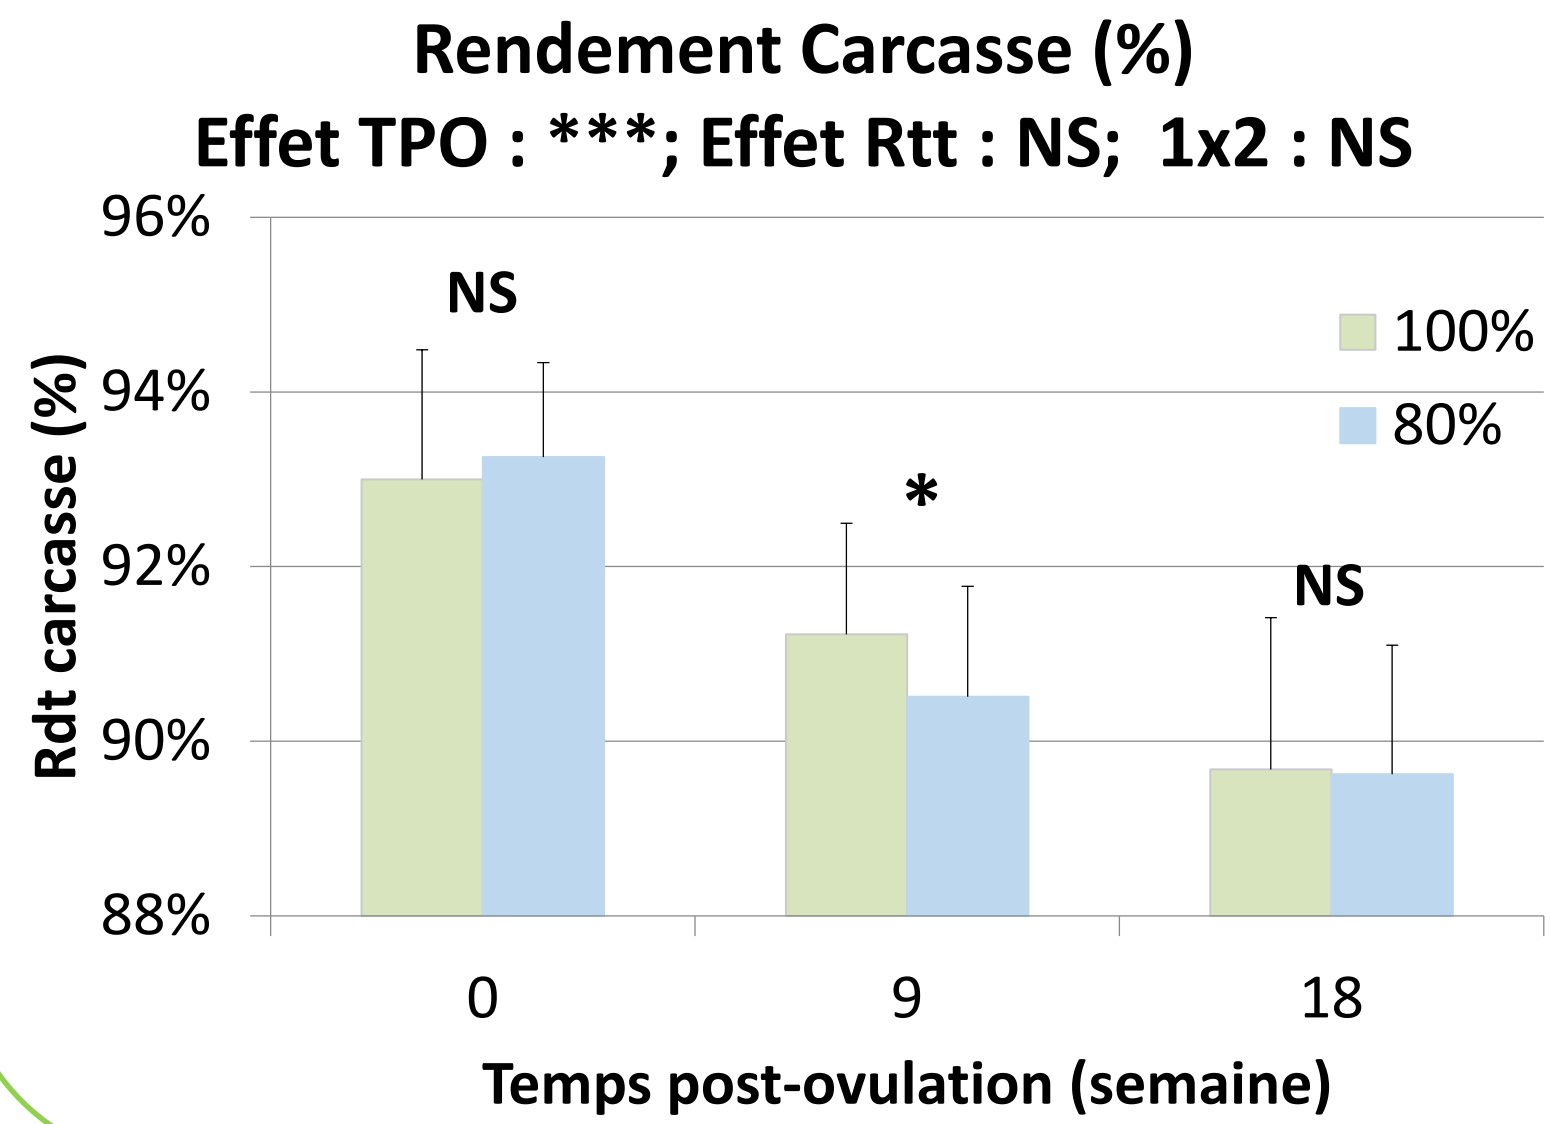 Rendement Carcasse (%)
Effet TPO : ***; Effet Rtt : NS;  1x2 : NS
96%
94%
92%
90%
88%
Rdt carcasse (%)
NS
*
NS
100%
80%
0
9
18
Temps post-ovulation (semaine)